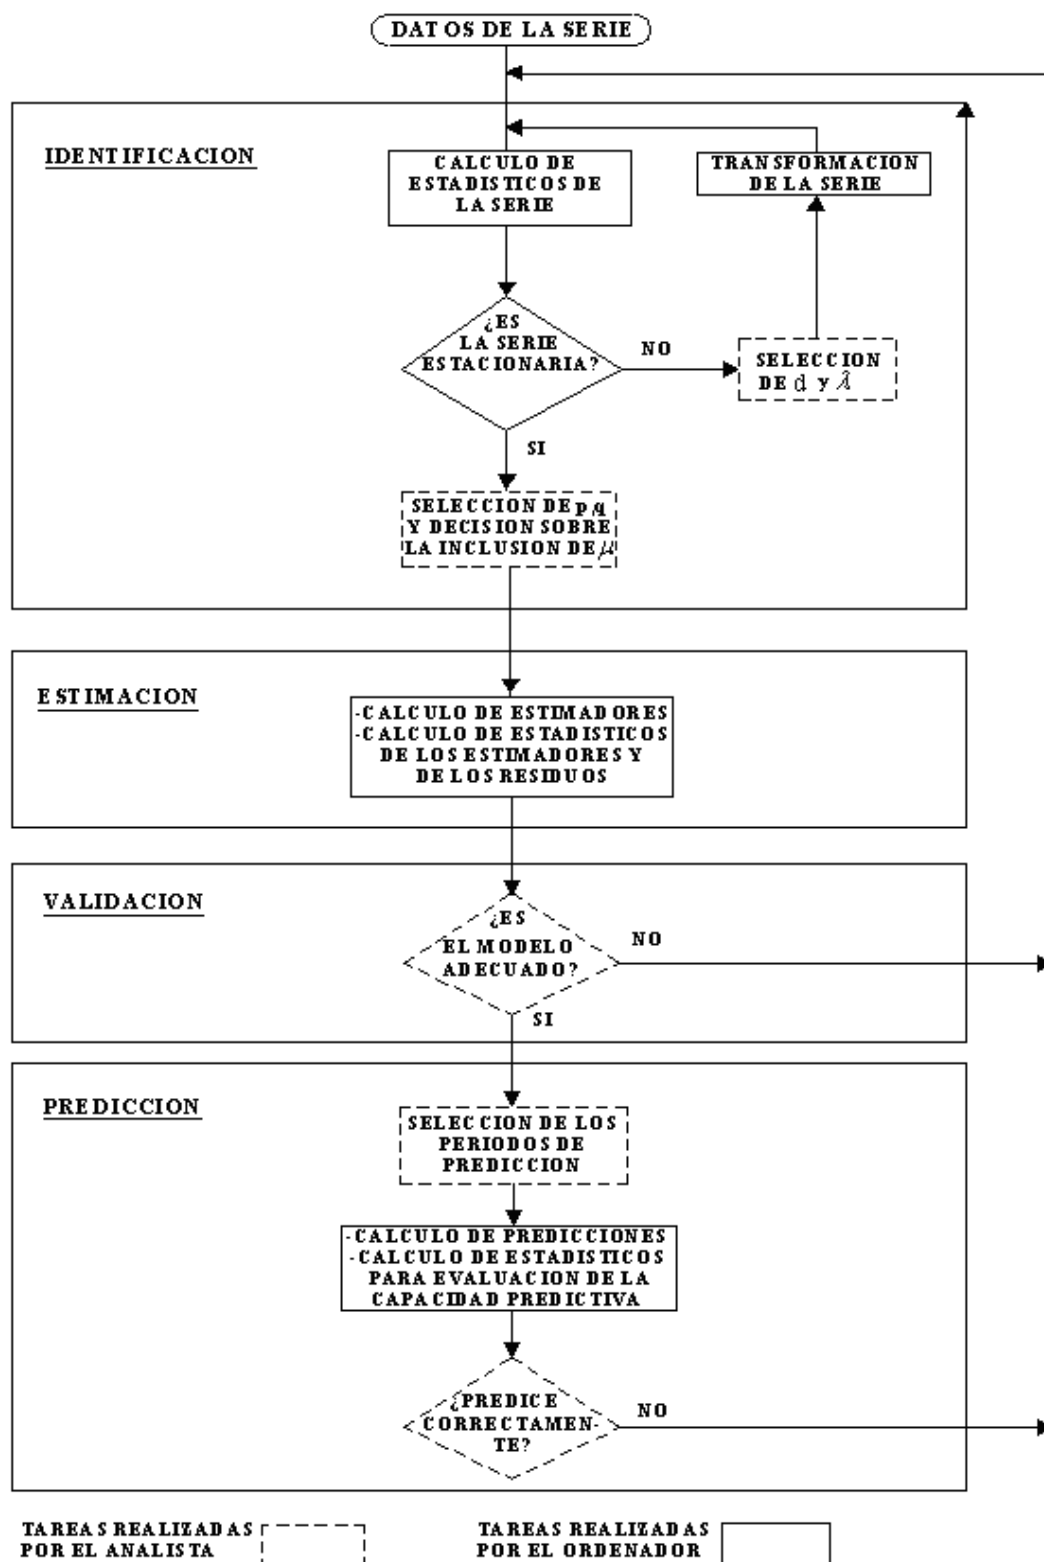 DATOS DE LA SERIE
IDENTIFICACION
CALCULO DE
ESTADISTICOS DE
LA SERIE
TRANSFORMACION
DE LA SERIE
¿ES
LA SERIE
ESTACIONARIA?
NO
SELECCION
DE d y λ̂
SI
SELECCION DE p,q
Y DECISION SOBRE
LA INCLUSION DE μ
ESTIMACION
-CALCULO DE ESTIMADORES
-CALCULO DE ESTADISTICOS
DE LOS ESTIMADORES Y
DE LOS RESIDUOS
VALIDACION
¿ES
EL MODELO
ADECUADO?
NO
SI
PREDICCION
SELECCION DE LOS
PERIODOS DE
PREDICCION
-CALCULO DE PREDICCIONES
-CALCULO DE ESTADISTICOS
PARA EVALUACION DE LA
CAPACIDAD PREDICTIVA
¿PREDICE
CORRECTAMEN-
TE?
NO
TAREAS REALIZADAS
POR EL ANALISTA
TAREAS REALIZADAS
POR EL ORDENADOR